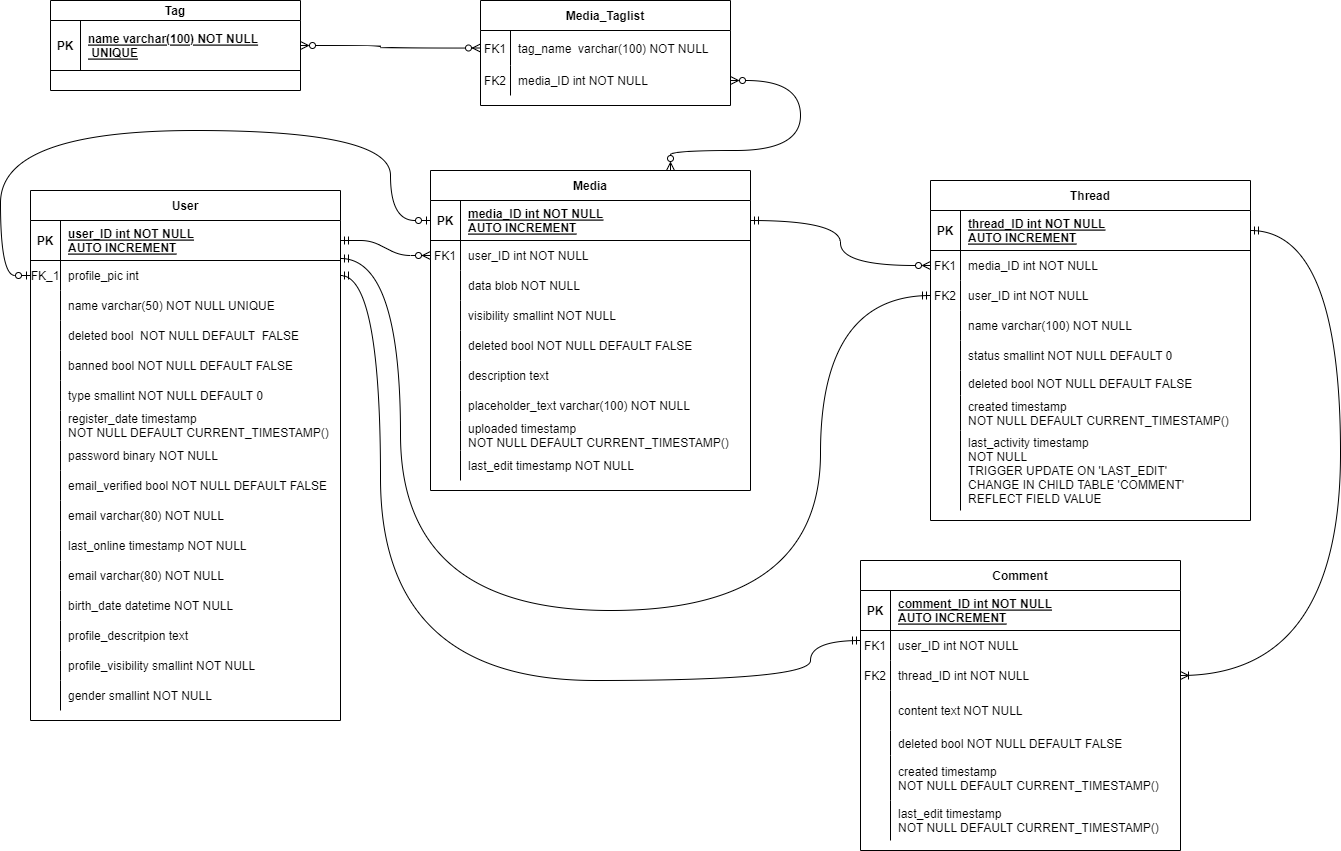 Tag
PK
name varchar(100) NOT NULL
UNIQUE
Media_Taglist
FK1 tag_name varchar(100) NOT NULL
FK2 media_ID int NOT NULL
User
PK
user_ID int NOT NULL
AUTO INCREMENT
FK_1 profile_pic int
name varchar(50) NOT NULL UNIQUE
deleted bool NOT NULL DEFAULT FALSE
banned bool NOT NULL DEFAULT FALSE
type smallint NOT NULL DEFAULT 0
register_date timestamp
NOT NULL DEFAULT CURRENT_TIMESTAMP()
password binary NOT NULL
email_verified bool NOT NULL DEFAULT FALSE
email varchar(80) NOT NULL
last_online timestamp NOT NULL
email varchar(80) NOT NULL
birth_date datetime NOT NULL
profile_descritpion text
profile_visibility smallint NOT NULL
gender smallint NOT NULL
Media
PK
media_ID int NOT NULL
AUTO INCREMENT
FK1 user_ID int NOT NULL
data blob NOT NULL
visibility smallint NOT NULL
deleted bool NOT NULL DEFAULT FALSE
description text
placeholder_text varchar(100) NOT NULL
uploaded timestamp
NOT NULL DEFAULT CURRENT_TIMESTAMP()
last_edit timestamp NOT NULL
Thread
PK
thread_ID int NOT NULL
AUTO INCREMENT
FK1 media_ID int NOT NULL
FK2 user_ID int NOT NULL
name varchar(100) NOT NULL
status smallint NOT NULL DEFAULT 0
deleted bool NOT NULL DEFAULT FALSE
created timestamp
NOT NULL DEFAULT CURRENT_TIMESTAMP()
last_activity timestamp
NOT NULL
TRIGGER UPDATE ON 'LAST_EDIT'
CHANGE IN CHILD TABLE 'COMMENT'
REFLECT FIELD VALUE
Comment
PK
comment_ID int NOT NULL
AUTO INCREMENT
FK1 user_ID int NOT NULL
FK2 thread_ID int NOT NULL
content text NOT NULL
deleted bool NOT NULL DEFAULT FALSE
created timestamp
NOT NULL DEFAULT CURRENT_TIMESTAMP()
last_edit timestamp
NOT NULL DEFAULT CURRENT_TIMESTAMP()